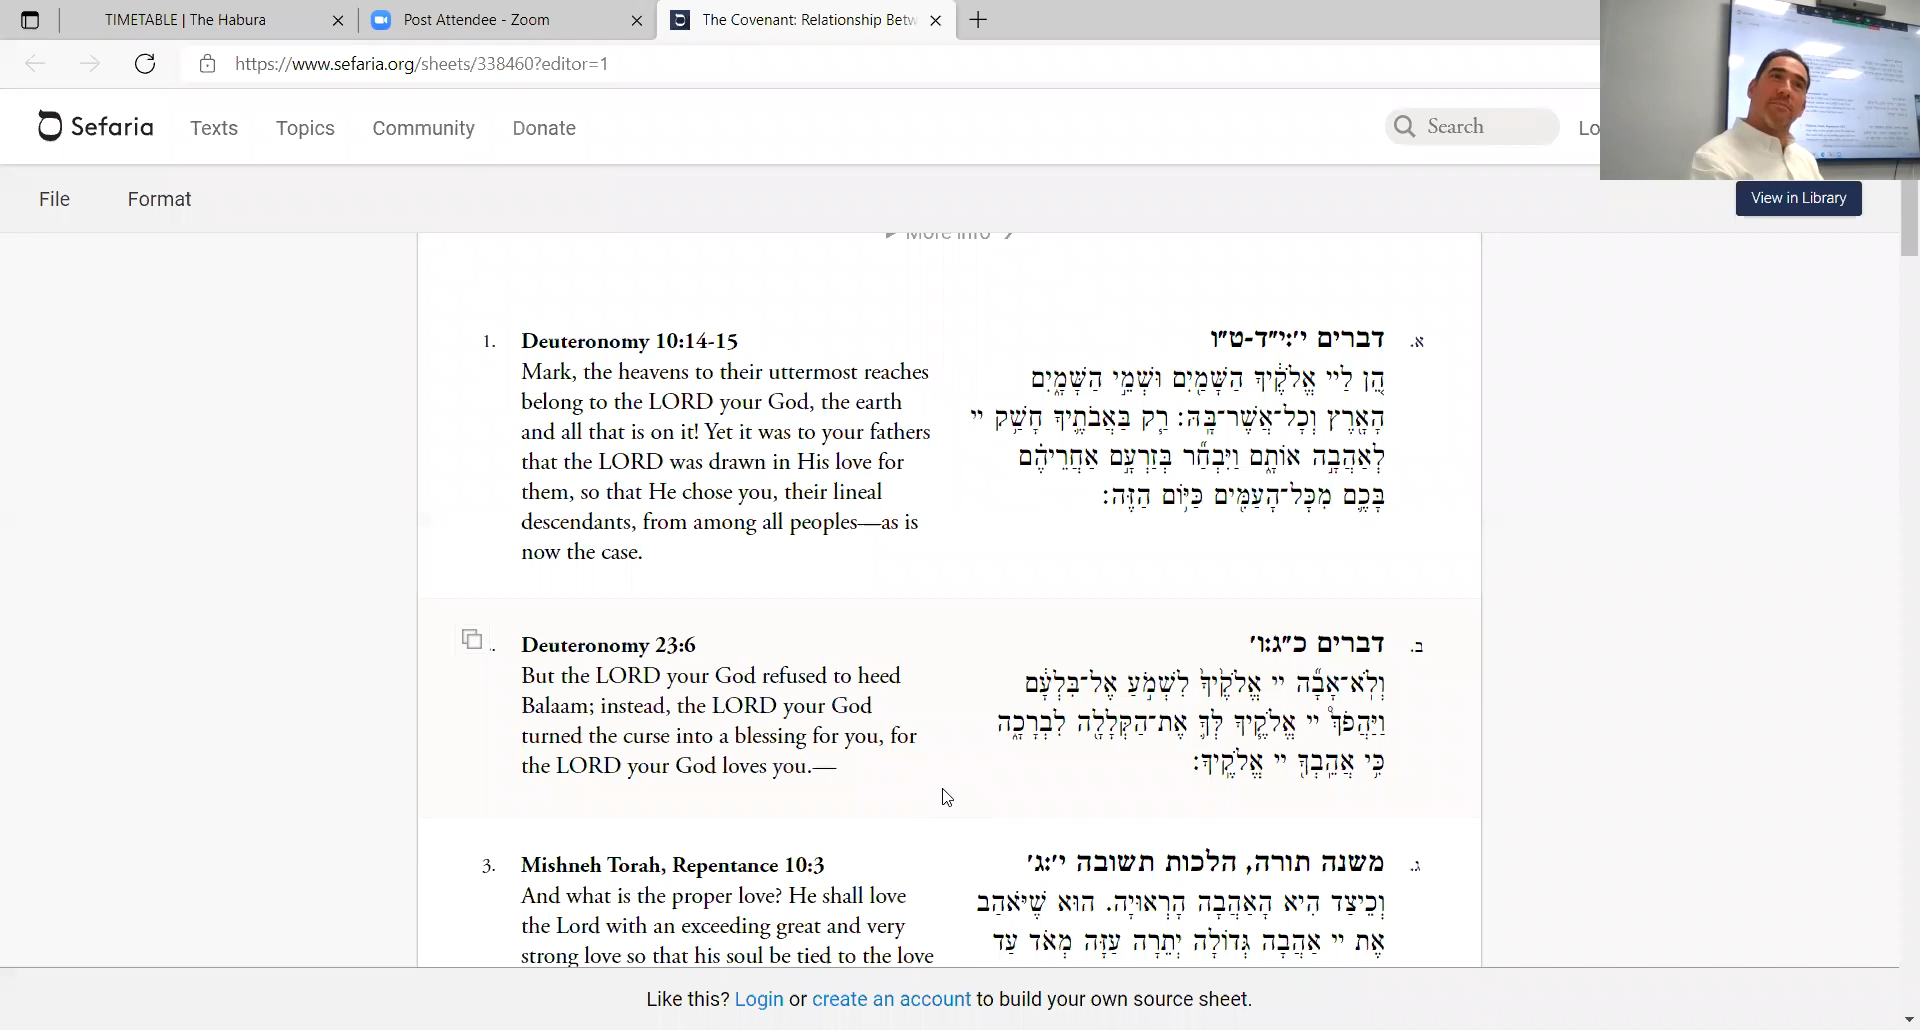 TIMETABLE | The Habura
Post Attendee - Zoom
The Covenant: Relationship Betw
https://www.sefaria.org/sheets/338460?editor=1
Sefaria
Texts
Topics
Community
Donate
Search
Lo
File
Format
View in Library
More Info
1.
Deuteronomy 10:14-15
Mark, the heavens to their uttermost reaches
belong to the LORD your God, the earth
and all that is on it! Yet it was to your fathers
that the LORD was drawn in His love for
them, so that He chose you, their lineal
descendants, from among all peoples—as is
now the case.
א.
דברים י׳:י״ד-ט״ו
הֵ֚ן לַיי אֱלֹקֶ֔יךָ הַשָּׁמַ֖יִם וּשְׁמֵ֣י הַשָּׁמָ֑יִם
הָאָ֖רֶץ וְכׇל־אֲשֶׁר־בָּֽהּ׃ רַ֧ק בַּאֲבֹתֶ֛יךָ חָשַׁ֥ק יי
לְאַהֲבָ֣ה אוֹתָ֑ם וַיִּבְחַ֞ר בְּזַרְעָ֣ם אַחֲרֵיהֶ֗ם
בָּכֶ֛ם מִכׇּל־הָעַמִּ֖ים כַּיּ֥וֹם הַזֶּֽה׃
.
Deuteronomy 23:6
But the LORD your God refused to heed
Balaam; instead, the LORD your God
turned the curse into a blessing for you, for
the LORD your God loves you.—
ב.
דברים כ״ג:ו׳
וְלֹֽא־אָבָ֞ה יי אֱלֹקֶ֙יךָ֙ לִשְׁמֹ֣עַ אֶל־בִּלְעָ֔ם
וַיַּהֲפֹךְ֩ יי אֱלֹקֶ֧יךָ לְּךָ֛ אֶת־הַקְּלָלָ֖ה לִבְרָכָ֑ה
כִּ֥י אֲהֵֽבְךָ֖ יי אֱלֹקֶֽיךָ׃
3.
Mishneh Torah, Repentance 10:3
And what is the proper love? He shall love
the Lord with an exceeding great and very
strong love so that his soul be tied to the love
ג.
משנה תורה, הלכות תשובה י׳:ג׳
וְכֵיצַד הִיא הָאַהֲבָה הָרְאוּיָה. הוּא שֶׁיֹּאהַב
אֶת יי אַהֲבָה גְּדוֹלָה יְתֵרָה עַזָּה מְאֹד עַד
Like this? Login or create an account to build your own source sheet.